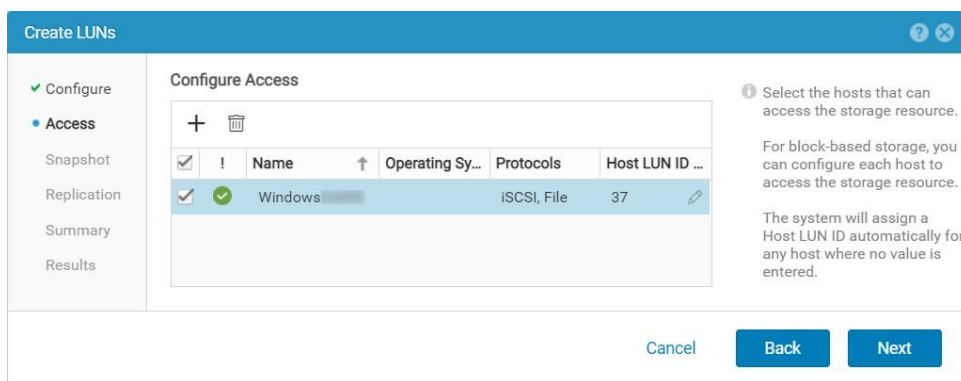 Create LUNs
Configure
Access
Snapshot
Replication
Summary
Results
Configure Access
! Name Operating Sy... Protocols Host LUN ID ...
Windows iSCSI, File 37
Select the hosts that can
access the storage resource.
For block-based storage, you
can configure each host to
access the storage resource.
The system will assign a
Host LUN ID automatically for
any host where no value is
entered.
Cancel Back Next